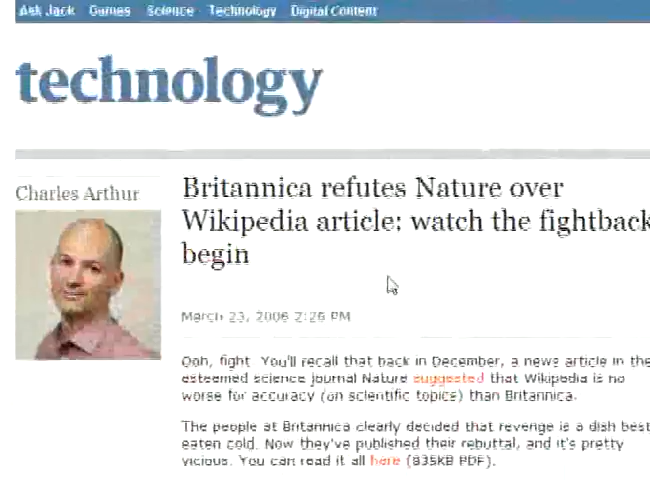 Ask Jack Games Science Technology Digital Content
technology
Charles Arthur
Britannica refutes Nature over
Wikipedia article: watch the fightback
begin
March 23, 2006 2:26 PM
Ooh, fight. You'll recall that back in December, a news article in the
esteemed science journal Nature suggested that Wikipedia is no
worse for accuracy (on scientific topics) than Britannica.
The people at Britannica clearly decided that revenge is a dish best
eaten cold. Now they've published their rebuttal, and it's pretty
vicious. You can read it all here (835KB PDF).